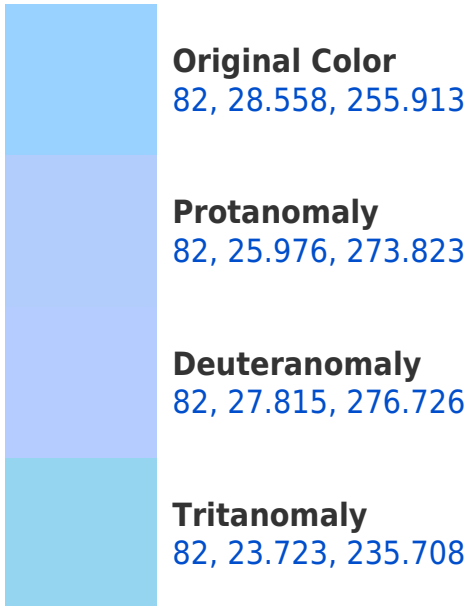 Original Color
82, 28.558, 255.913
Protanomaly
82, 25.976, 273.823
Deuteranomaly
82, 27.815, 276.726
Tritanomaly
82, 23.723, 235.708